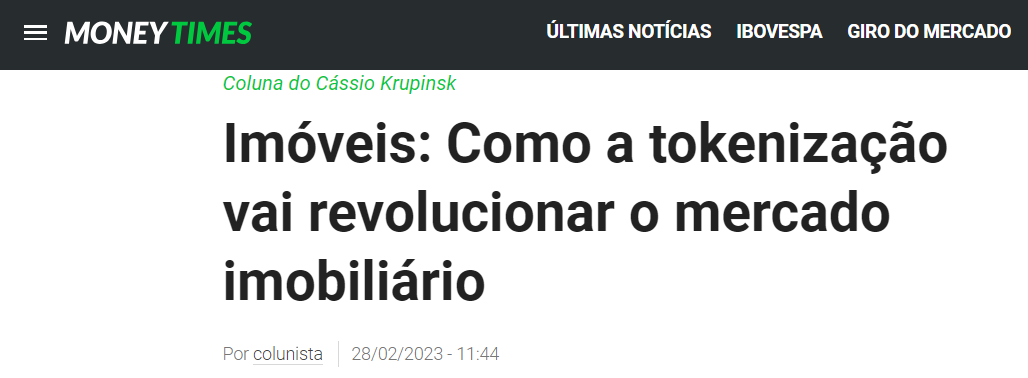 MONEY TIMES ÚLTIMAS NOTÍCIAS IBOVESPA GIRO DO MERCADO
Coluna do Cássio Krupinsk
Imóveis: Como a tokenização
vai revolucionar o mercado
imobiliário
Por colunista 28/02/2023 - 11:44